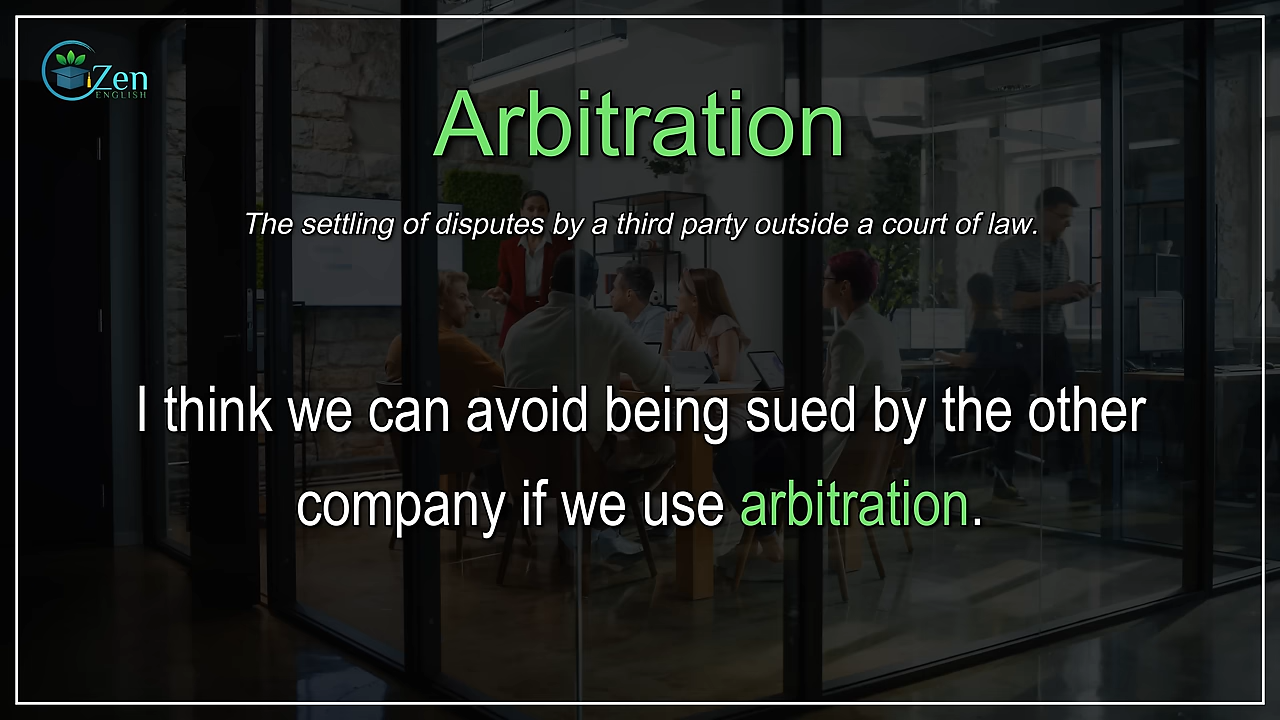 Zen
ENGLISH
Arbitration
The settling of disputes by a third party outside a court of law.
I think we can avoid being sued by the other
company if we use arbitration.